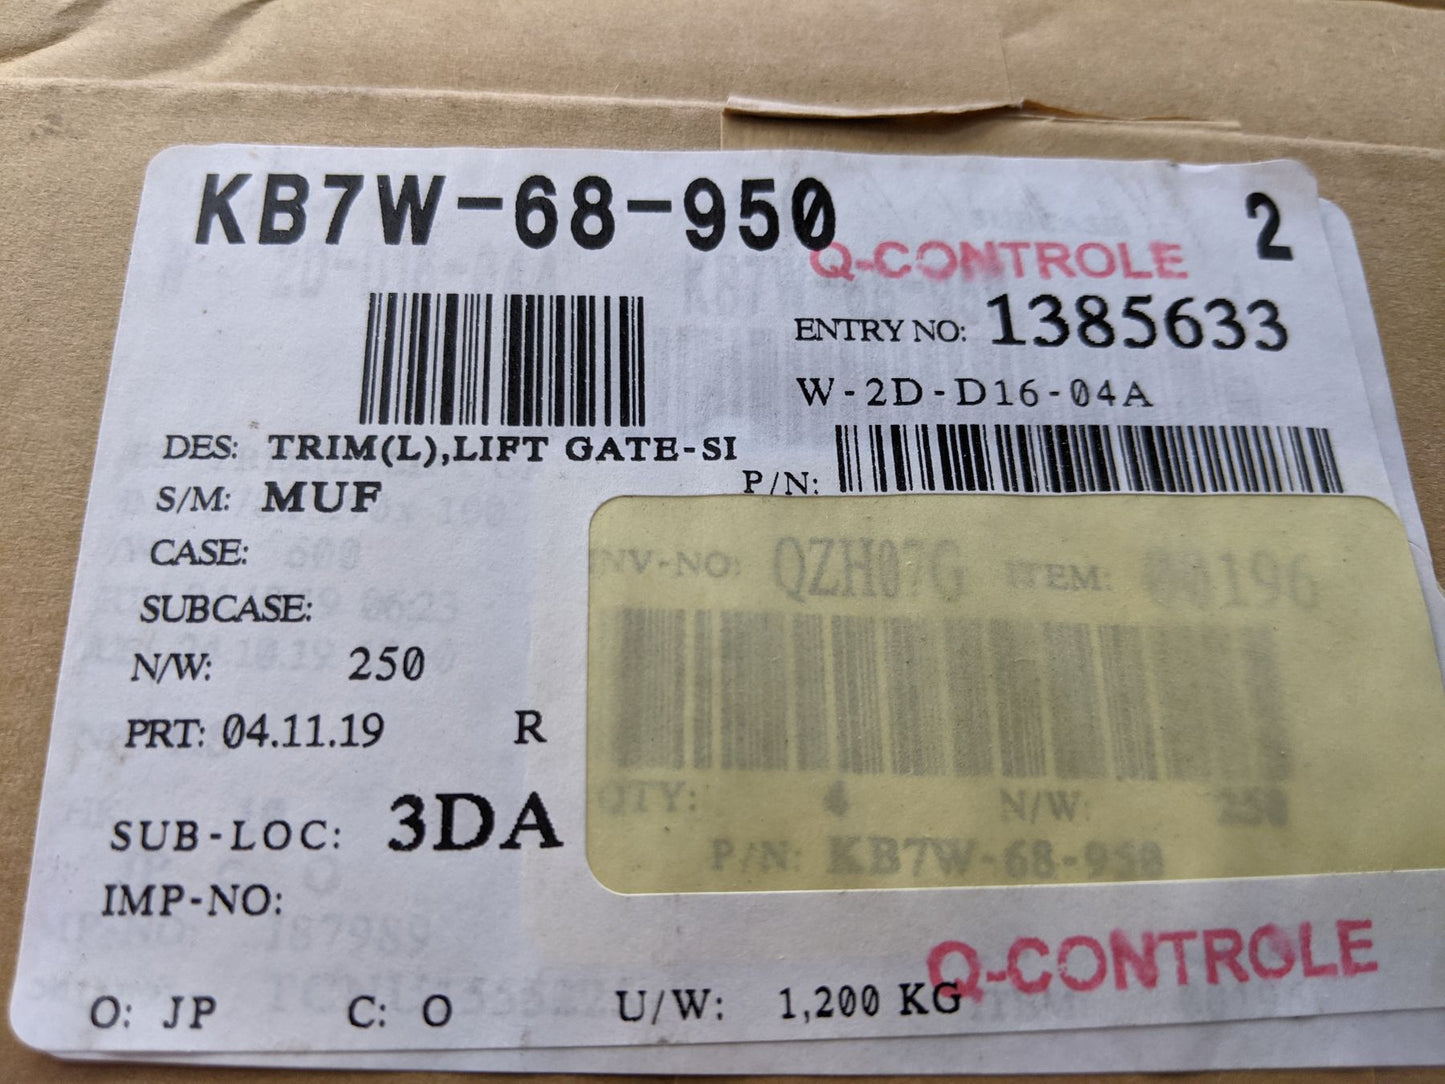 KB7W-68-950
2
Q-CONTROLE
ENTRY NO: 1385633
W-2D-D16-04A
DES: TRIM(L),LIFT GATE-SI
P/N:
S/M: MUF
CASE:
SUBCASE:
N/W: 250
PRT: 04.11.19 R
SUB-LOC: 3DA
IMP-NO:
INV-NO: QZH07G ITEM: 196
QTY: 4 N/W: 250
P/N: KB7W-68-950
Q-CONTROLE
O: JP C: O U/W: 1,200 KG